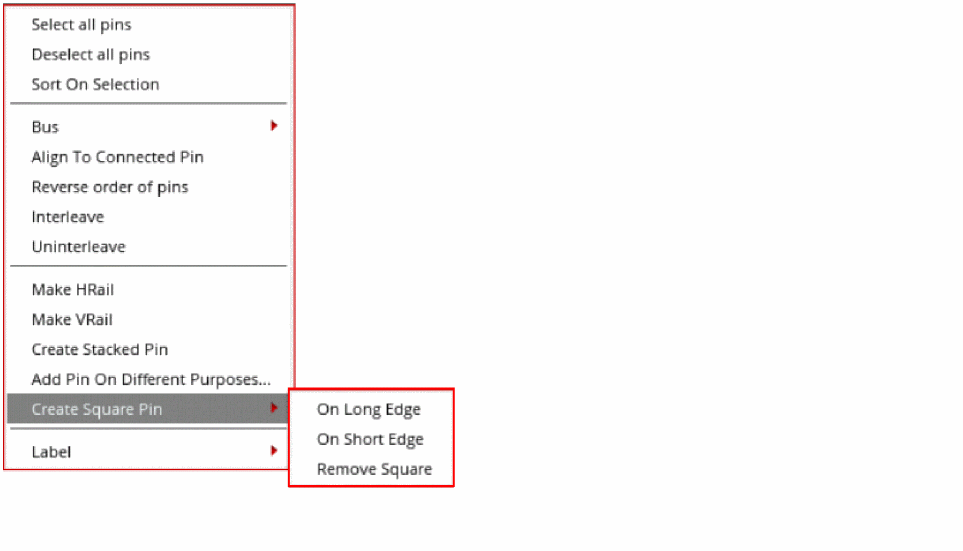 Select all pins
Deselect all pins
Sort On Selection
Bus
Align To Connected Pin
Reverse order of pins
Interleave
Uninterleave
Make HRail
Make VRail
Create Stacked Pin
Add Pin On Different Purposes...
Create Square Pin
On Long Edge
On Short Edge
Remove Square
Label